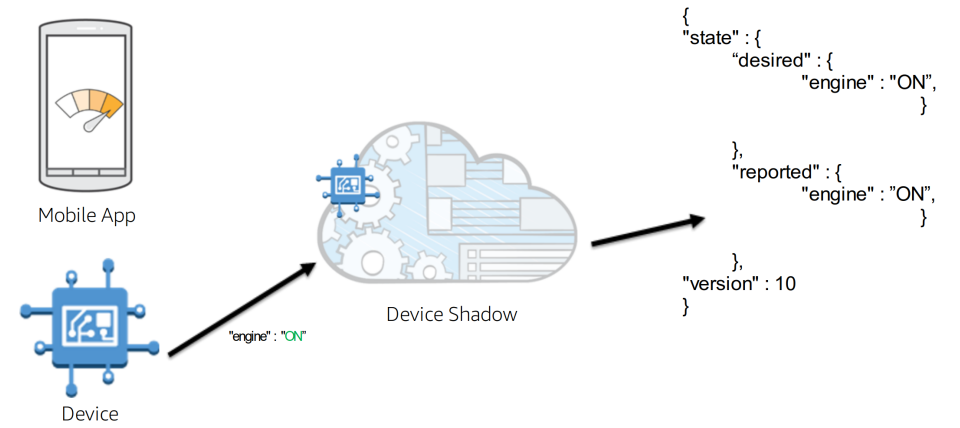 Mobile App
Device
"engine" : "ON"
Device Shadow
{
"state" : {
“desired" : {
"engine" : "ON”,
}
},
"reported" : {
"engine" : ”ON”,
}
},
"version" : 10
}